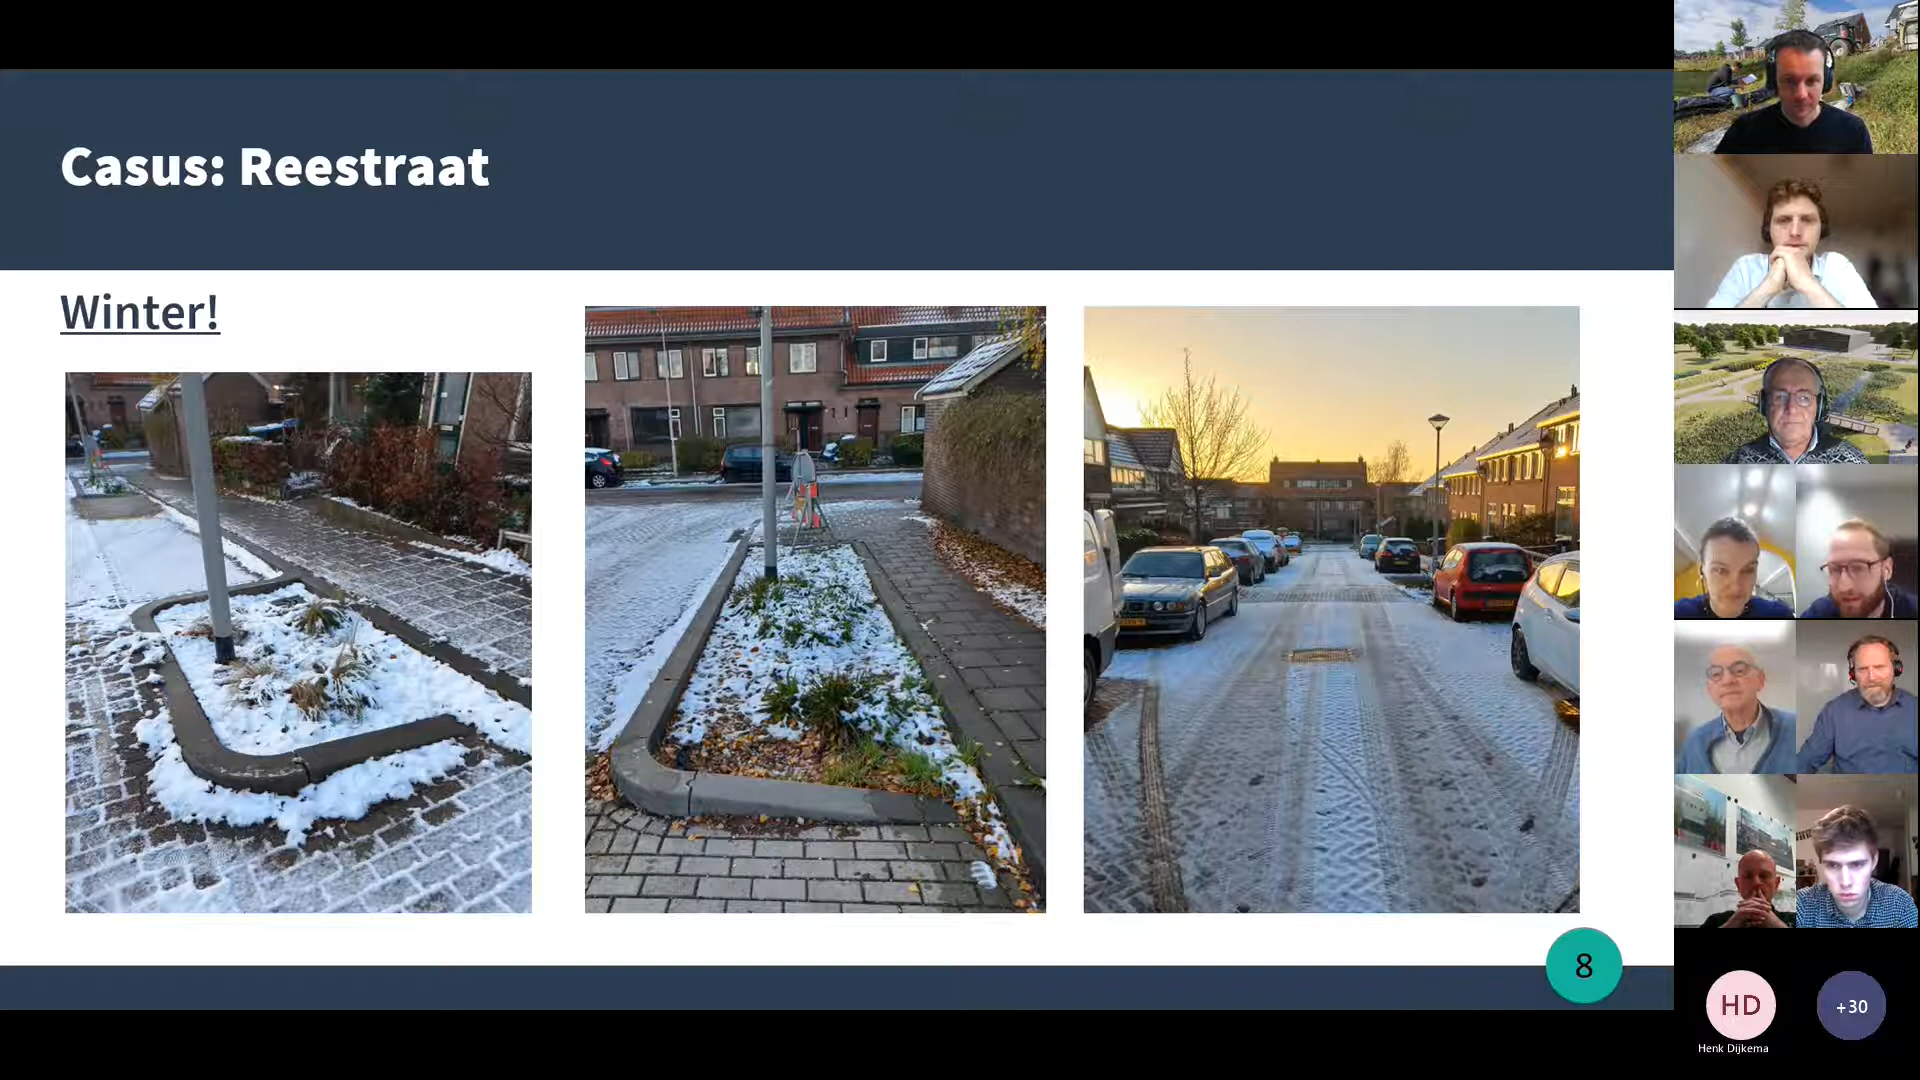 Casus: Reestraat
Winter!
8
HD
+30
Henk Dijkema